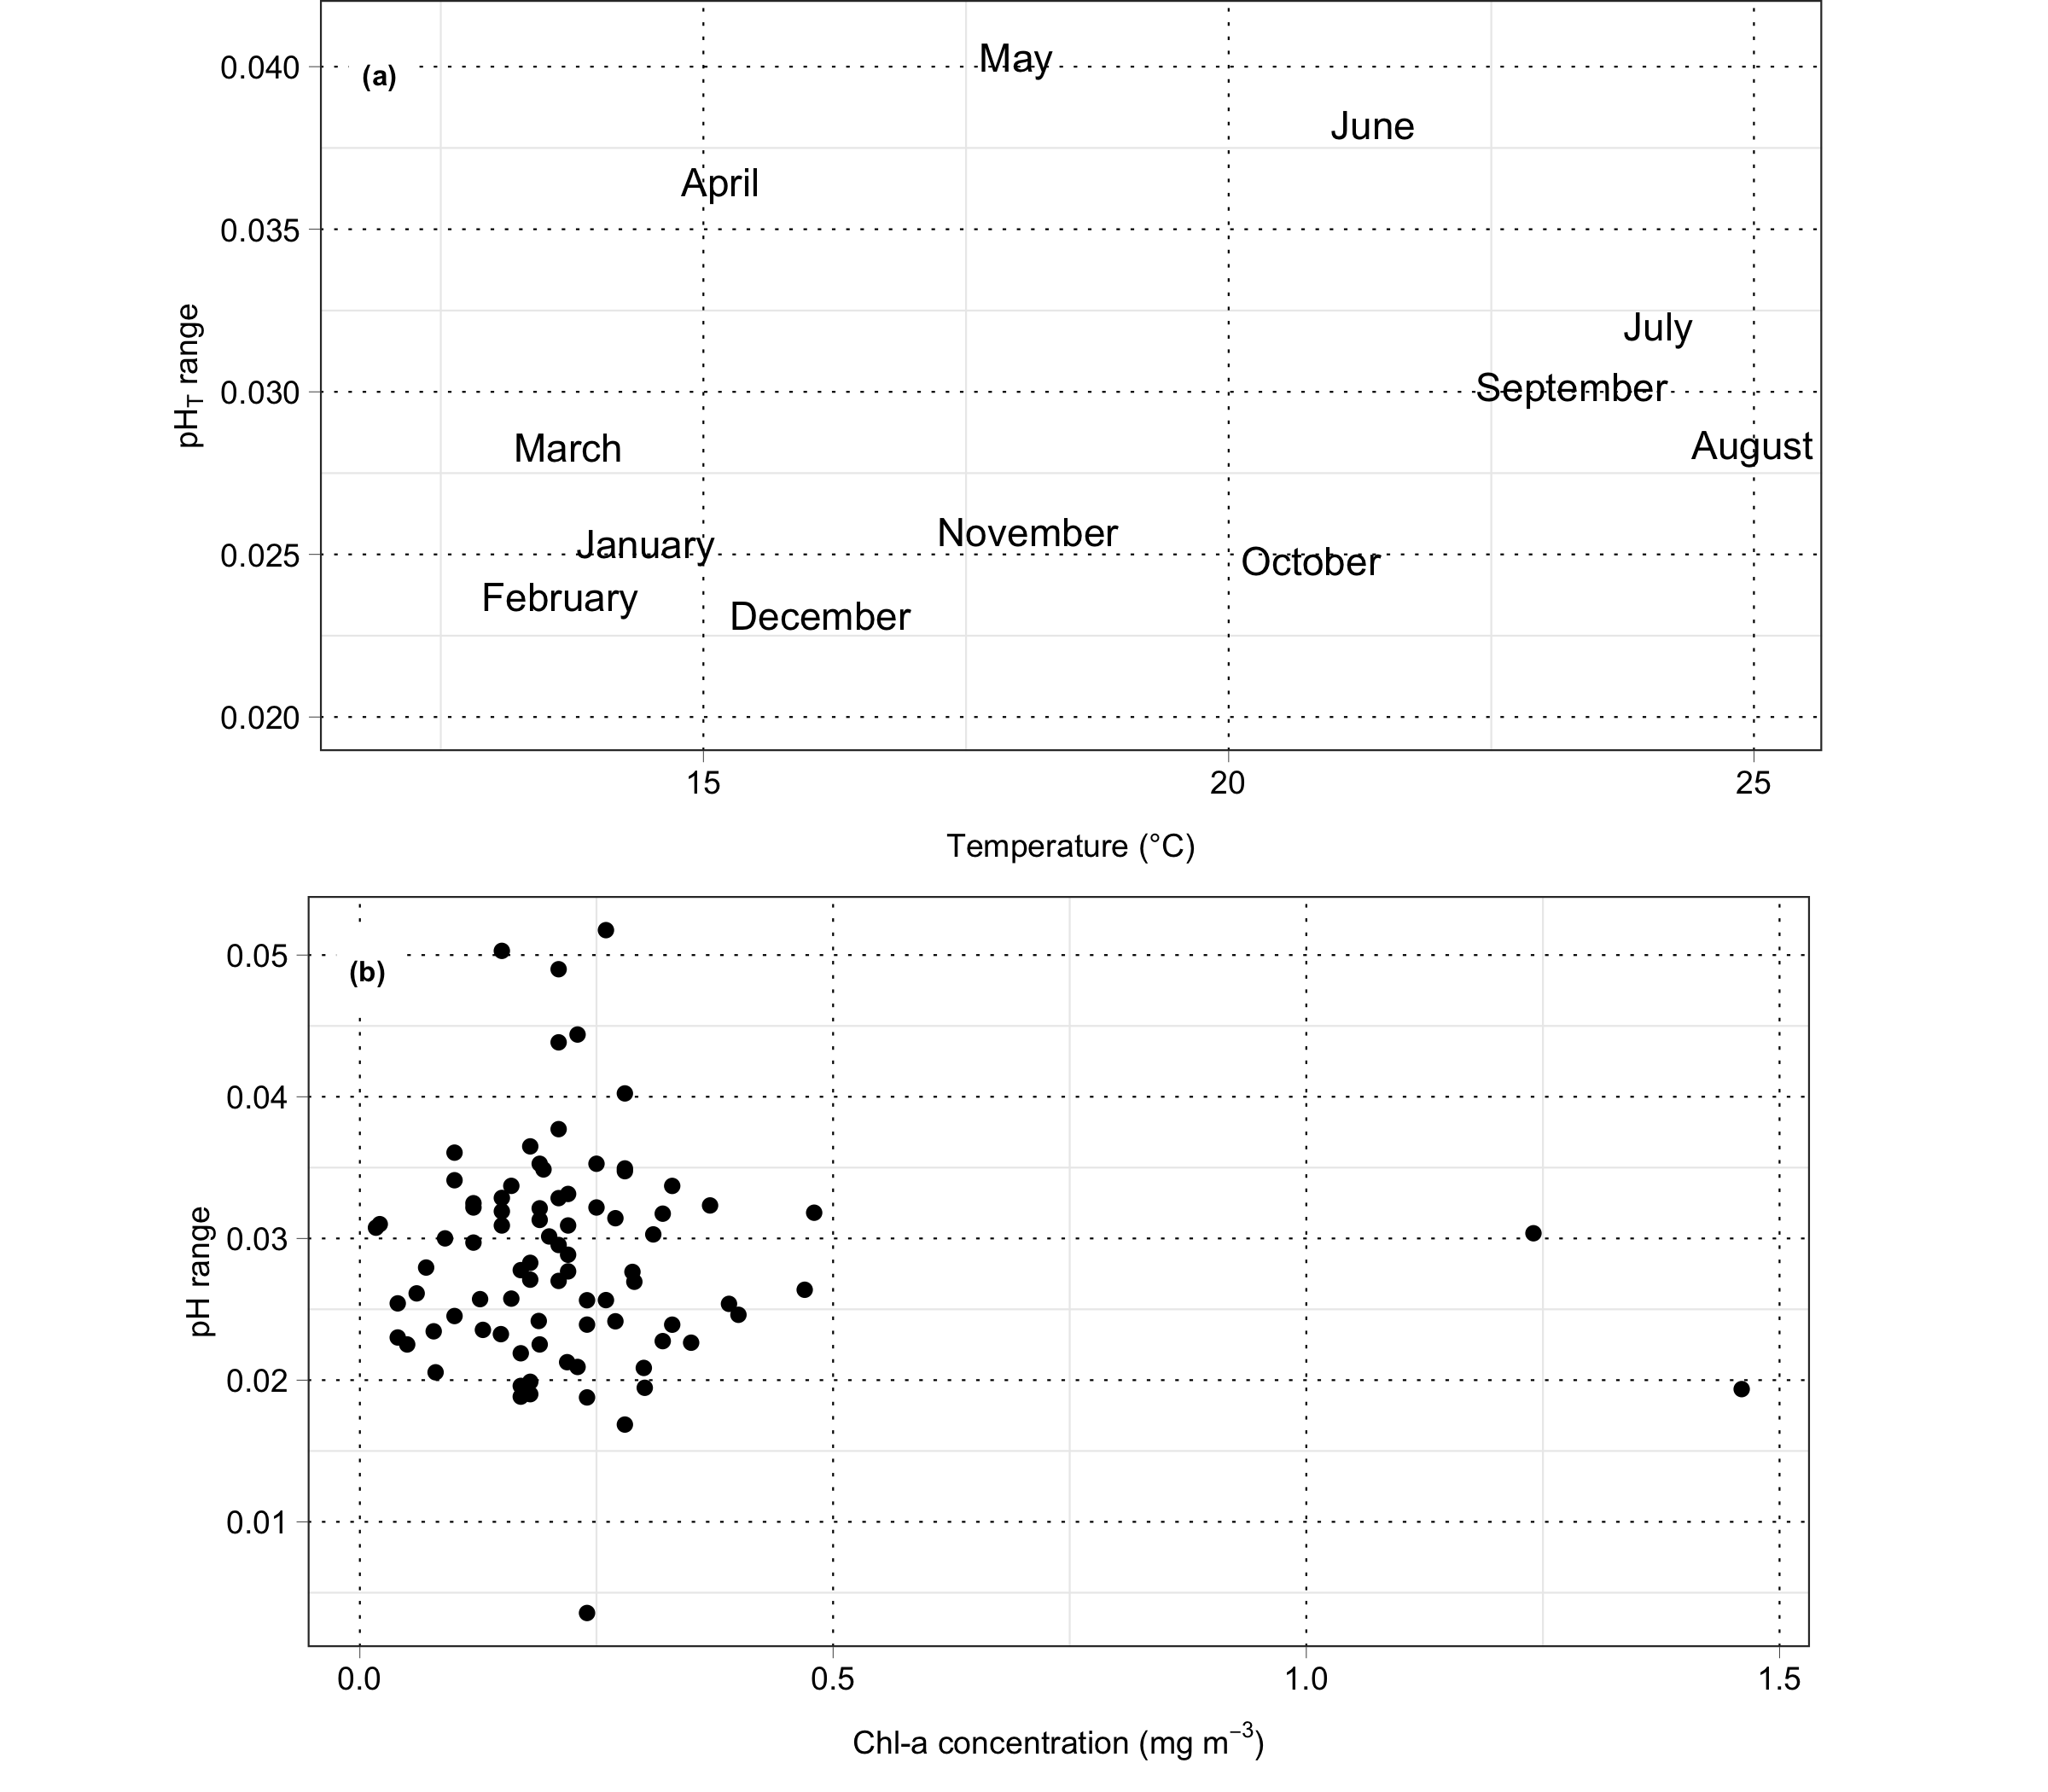 0.040
(a)
May
June
April
0.035
July
pHT range
0.030
September
March
August
November
January
0.025
October
February
December
0.020
15
20
25
Temperature (°C)
0.05
(b)
0.04
pH range
0.03
0.02
0.01
0.0
0.5
1.0
1.5
Chl-a concentration (mg m⁻³)